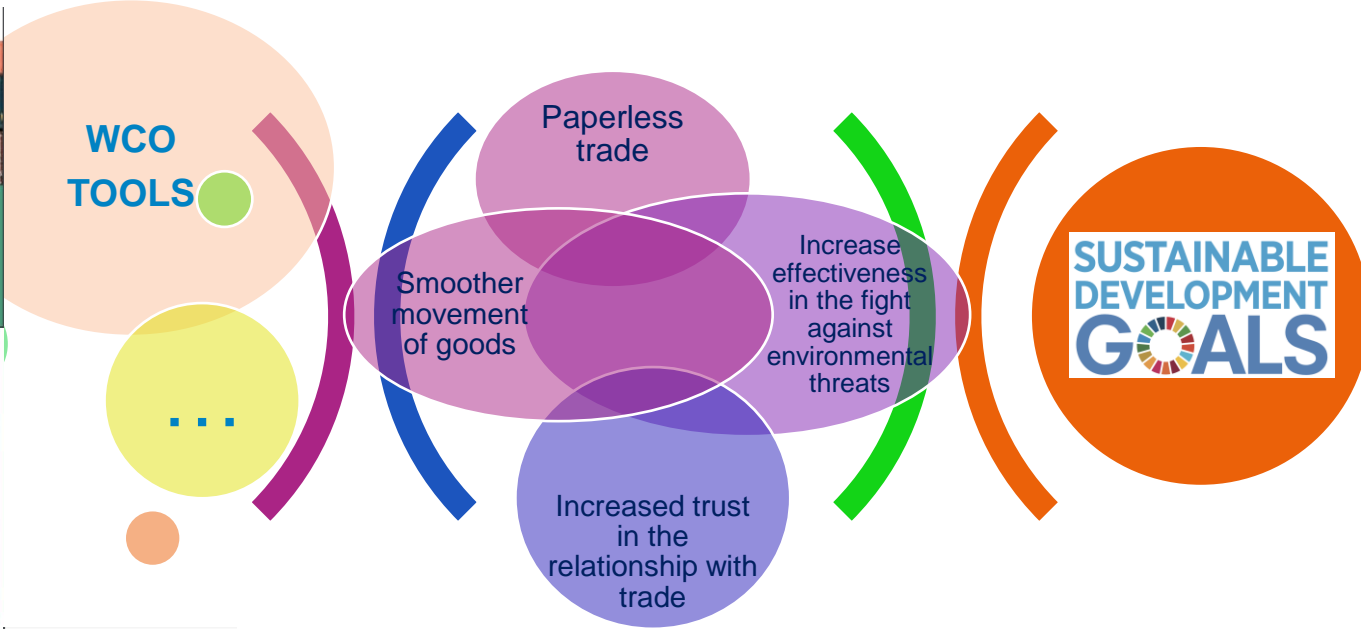 WCO
TOOLS
. . .
Paperless
trade
Smoother
movement
of goods
Increase
effectiveness
in the fight
against
environmental
threats
Increased trust
in the
relationship with
trade
SUSTAINABLE
DEVELOPMENT
GOALS